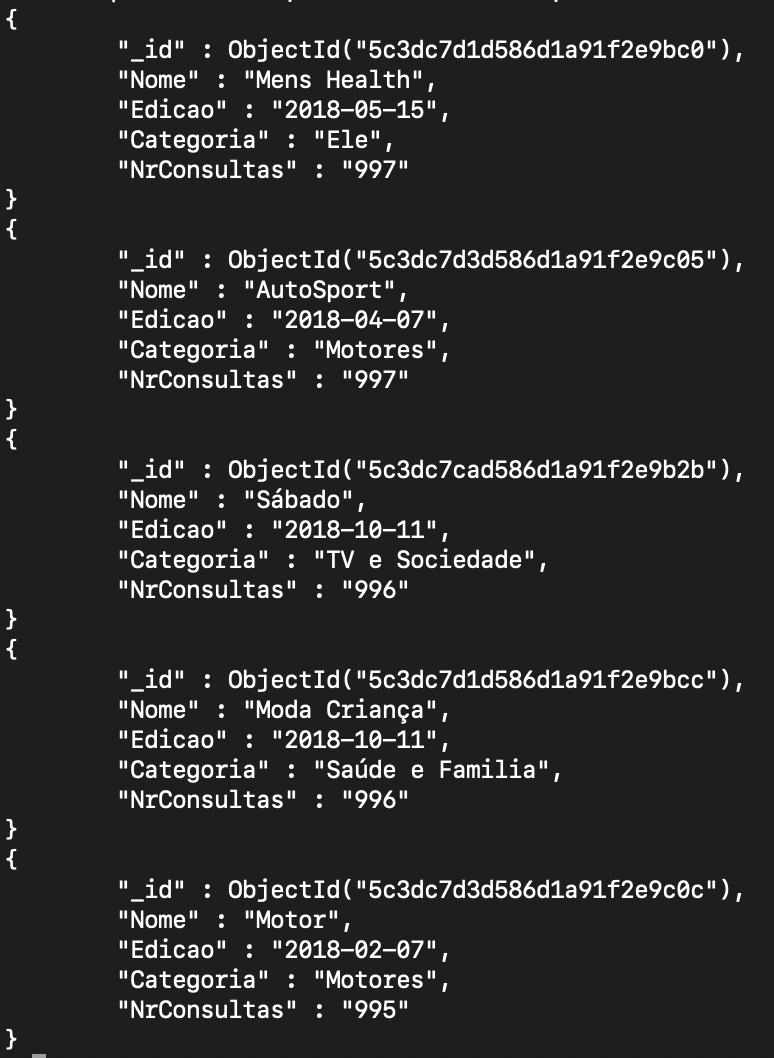 {
"_id" : ObjectId("5c3dc7d1d586d1a91f2e9bc0"),
"Nome" : "Mens Health",
"Edicao" : "2018-05-15",
"Categoria" : "Ele",
"NrConsultas" : "997"
}
{
"_id" : ObjectId("5c3dc7d3d586d1a91f2e9c05"),
"Nome" : "AutoSport",
"Edicao" : "2018-04-07",
"Categoria" : "Motores",
"NrConsultas" : "997"
}
{
"_id" : ObjectId("5c3dc7cad586d1a91f2e9b2b"),
"Nome" : "Sábado",
"Edicao" : "2018-10-11",
"Categoria" : "TV e Sociedade",
"NrConsultas" : "996"
}
{
"_id" : ObjectId("5c3dc7d1d586d1a91f2e9bcc"),
"Nome" : "Moda Criança",
"Edicao" : "2018-10-11",
"Categoria" : "Saúde e Familia",
"NrConsultas" : "996"
}
{
"_id" : ObjectId("5c3dc7d3d586d1a91f2e9c0c"),
"Nome" : "Motor",
"Edicao" : "2018-02-07",
"Categoria" : "Motores",
"NrConsultas" : "995"
}